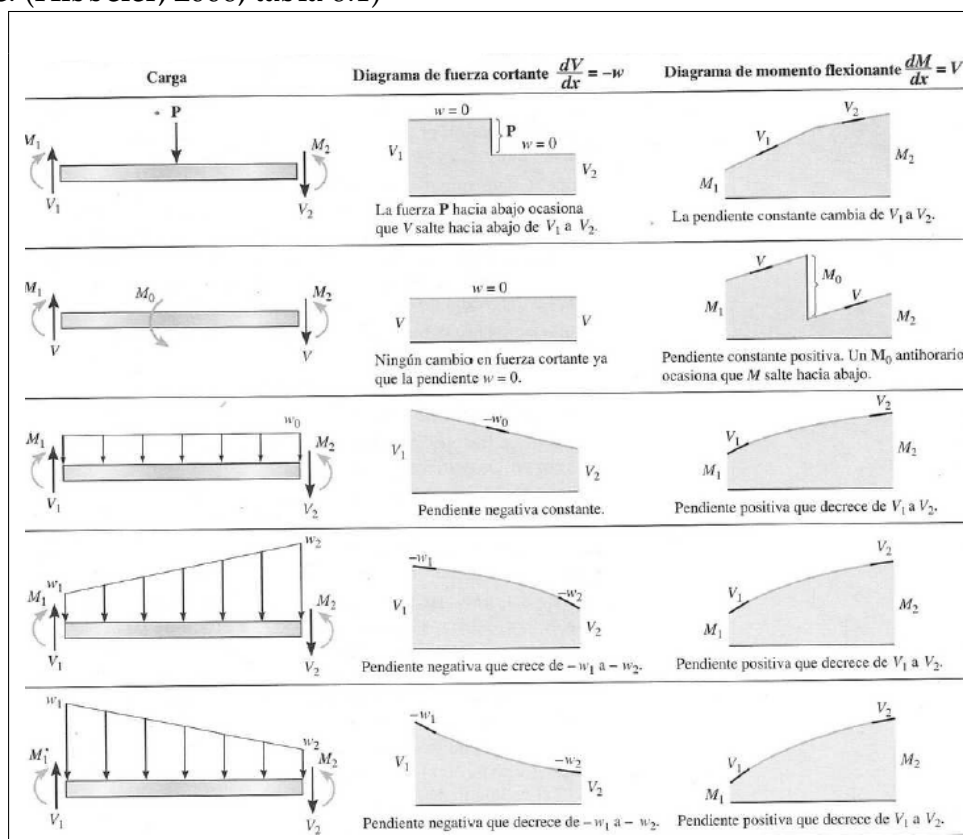 Carga
Diagrama de fuerza cortante dV/dx = −w
Diagrama de momento flexionante dM/dx = V
P
M₁
M₂
V₁
V₂
w = 0
P
w = 0
V₁
V₂
La fuerza P hacia abajo ocasiona
que V salte hacia abajo de V₁ a V₂.
V₁
V₂
M₁
M₂
La pendiente constante cambia de V₁ a V₂.
M₁
M₀
M₂
V
V
w = 0
V
V
Ningún cambio en fuerza cortante ya
que la pendiente w = 0.
V
M₀
V
M₁
M₂
Pendiente constante positiva. Un M₀ antihorario
ocasiona que M salte hacia abajo.
w₀
M₁
M₂
V₁
V₂
−w₀
V₁
V₂
Pendiente negativa constante.
V₂
V₁
M₁
M₂
Pendiente positiva que decrece de V₁ a V₂.
w₂
w₁
M₁
M₂
V₁
V₂
−w₁
−w₂
V₁
V₂
Pendiente negativa que crece de −w₁ a − w₂.
V₂
V₁
M₁
M₂
Pendiente positiva que decrece de V₁ a V₂.
w₁
w₂
M₁
M₂
V₁
V₂
−w₁
−w₂
V₁
V₂
Pendiente negativa que decrece de −w₁ a − w₂.
V₂
V₁
M₁
M₂
Pendiente positiva que decrece de V₁ a V₂.